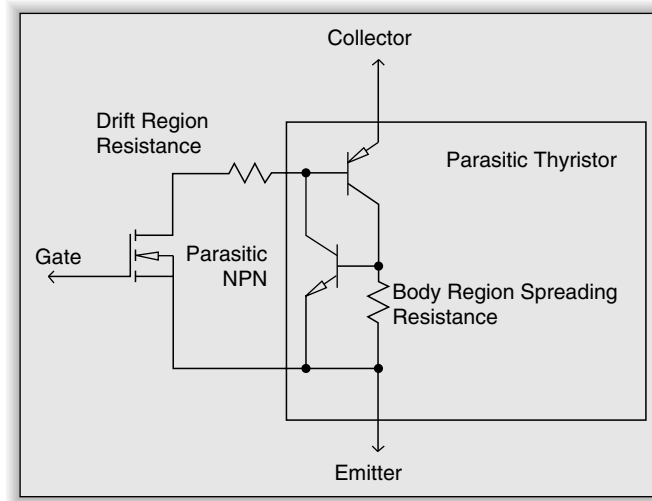 Collector
Drift Region
Resistance
Parasitic Thyristor
Gate
Parasitic
NPN
Body Region Spreading
Resistance
Emitter